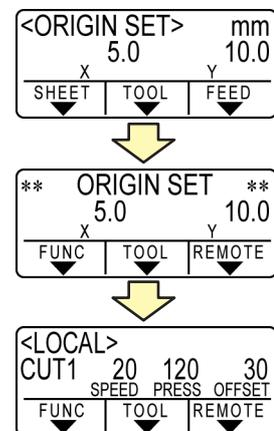 <ORIGIN SET> mm
5.0 10.0
X Y
SHEET TOOL FEED
** ORIGIN SET **
5.0 10.0
X Y
FUNC TOOL REMOTE
<LOCAL>
CUT1 20 120 30
SPEED PRESS OFFSET
FUNC TOOL REMOTE